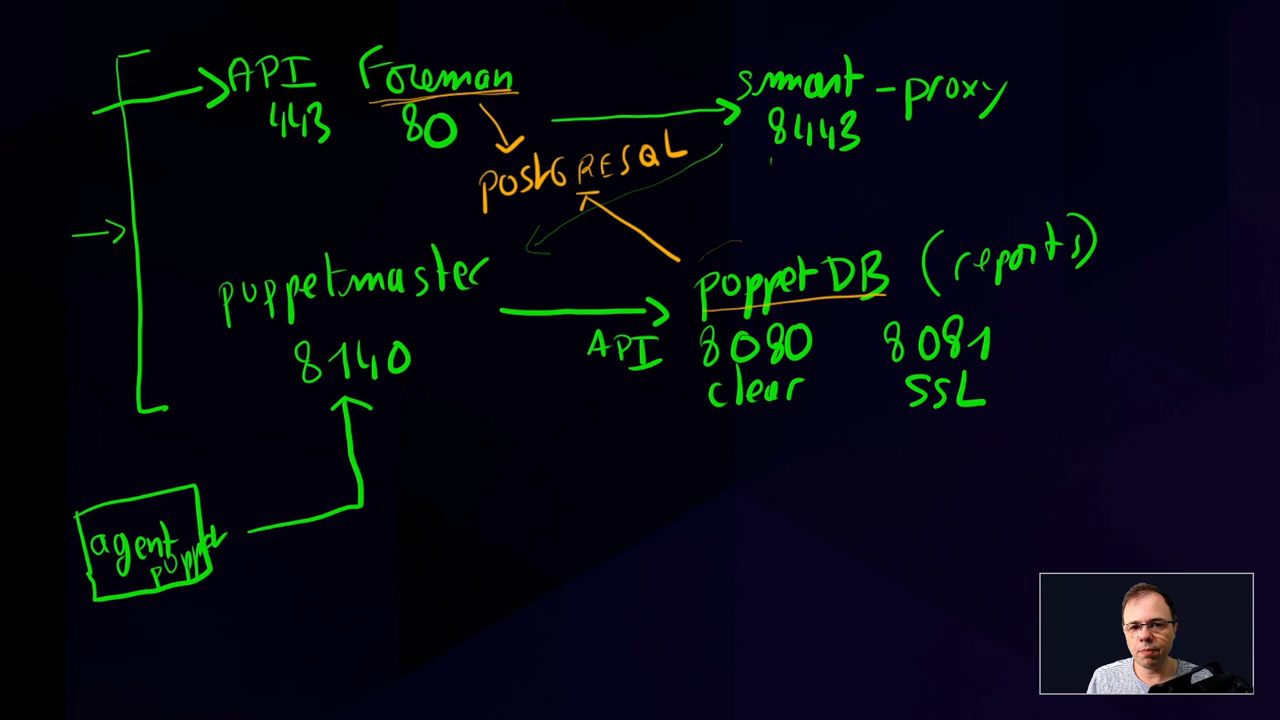 API Foreman
443 80
smart-proxy
8443
PostGRESQL
puppetmaster
8140
puppetDB (reports)
API 8080 8081
clear SSL
agent
puppet